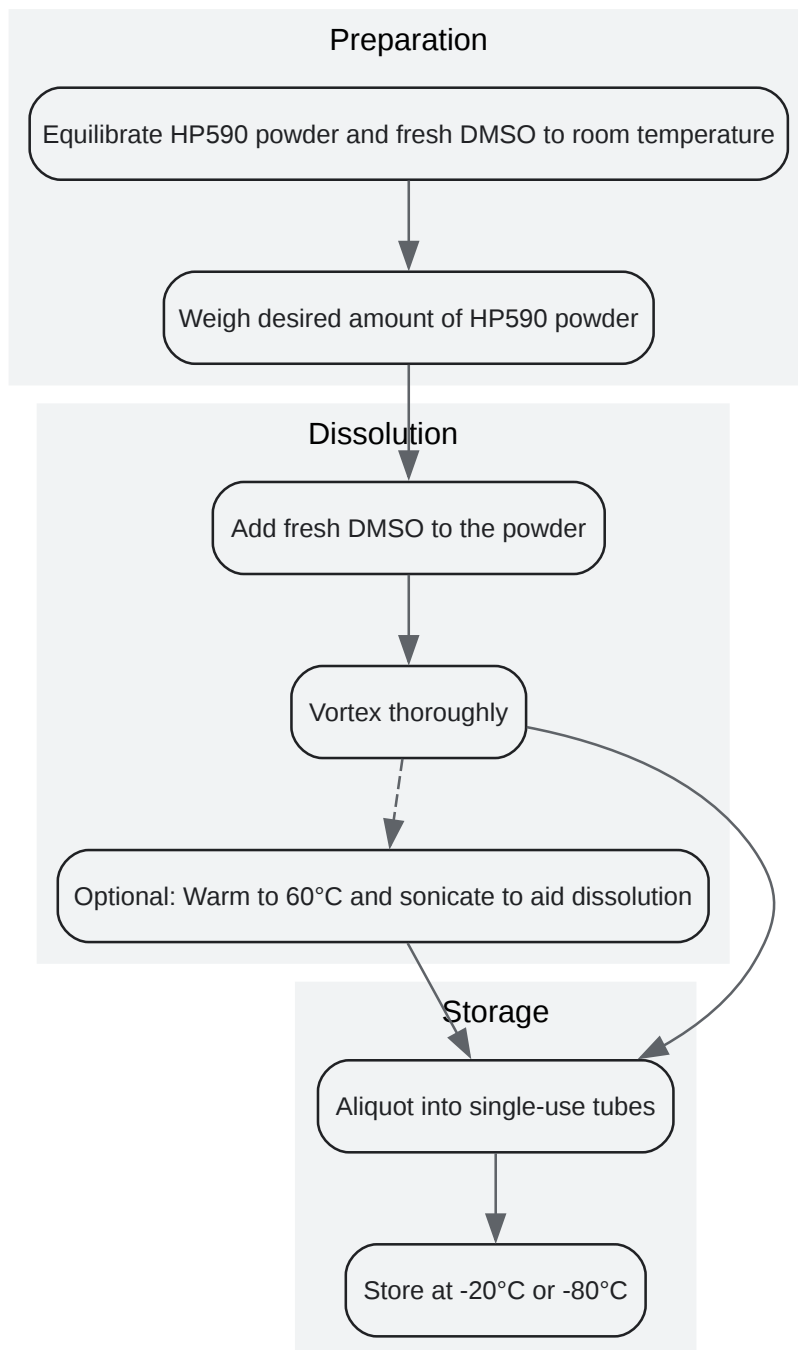 Preparation
Equilibrate HP590 powder and fresh DMSO to room temperature
Weigh desired amount of HP590 powder
Dissolution
Add fresh DMSO to the powder
Vortex thoroughly
Optional: Warm to 60°C and sonicate to aid dissolution
Storage
Aliquot into single-use tubes
Store at -20°C or -80°C